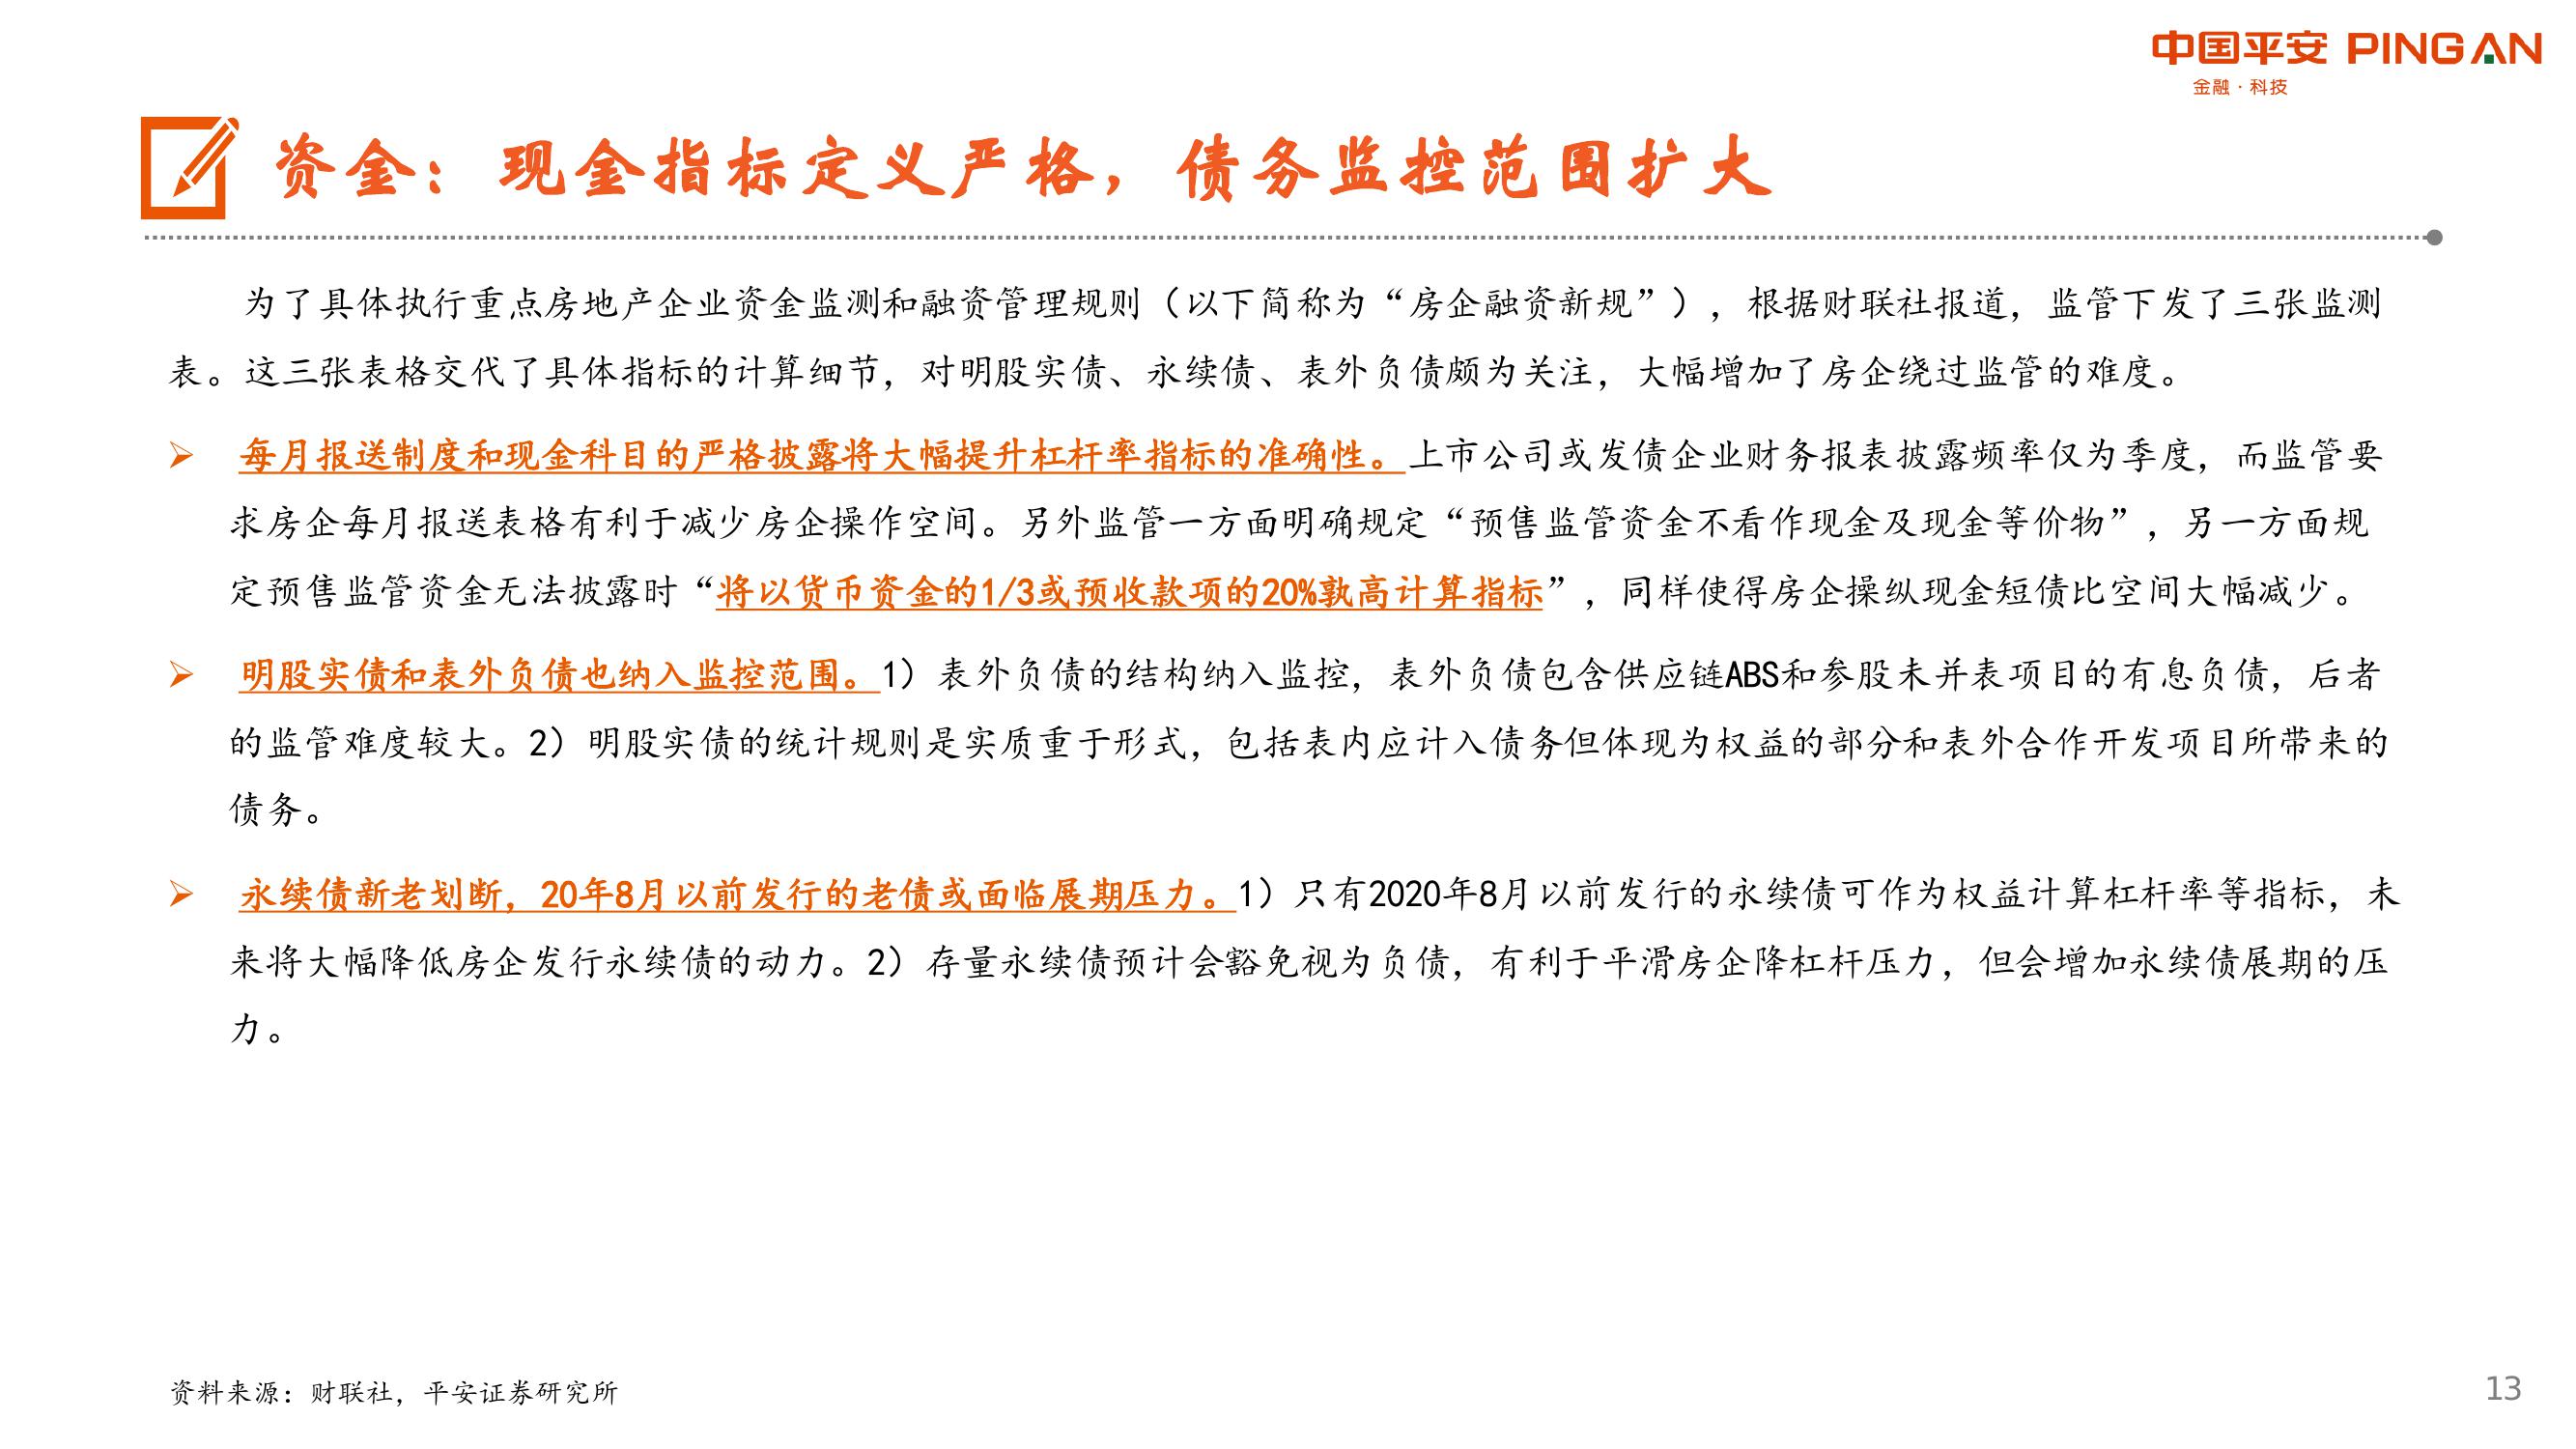 中国平安 PINGAN
金融·科技
资金：现金指标定义严格，债务监控范围扩大
为了具体执行重点房地产企业资金监测和融资管理规则（以下简称为“房企融资新规”），根据财联社报道，监管下发了三张监测
表。这三张表格交代了具体指标的计算细节，对明股实债、永续债、表外负债颇为关注，大幅增加了房企绕过监管的难度。
➢ 每月报送制度和现金科目的严格披露将大幅提升杠杆率指标的准确性。上市公司或发债企业财务报表披露频率仅为季度，而监管要
求房企每月报送表格有利于减少房企操作空间。另外监管一方面明确规定“预售监管资金不看作现金及现金等价物”，另一方面规
定预售监管资金无法披露时“将以货币资金的1/3或预收款项的20%孰高计算指标”，同样使得房企操纵现金短债比空间大幅减少。
➢ 明股实债和表外负债也纳入监控范围。1）表外负债的结构纳入监控，表外负债包含供应链ABS和参股未并表项目的有息负债，后者
的监管难度较大。2）明股实债的统计规则是实质重于形式，包括表内应计入债务但体现为权益的部分和表外合作开发项目所带来的
债务。
➢ 永续债新老划断，20年8月以前发行的老债或面临展期压力。1）只有2020年8月以前发行的永续债可作为权益计算杠杆率等指标，未
来将大幅降低房企发行永续债的动力。2）存量永续债预计会豁免视为负债，有利于平滑房企降杠杆压力，但会增加永续债展期的压
力。
资料来源：财联社，平安证券研究所
13